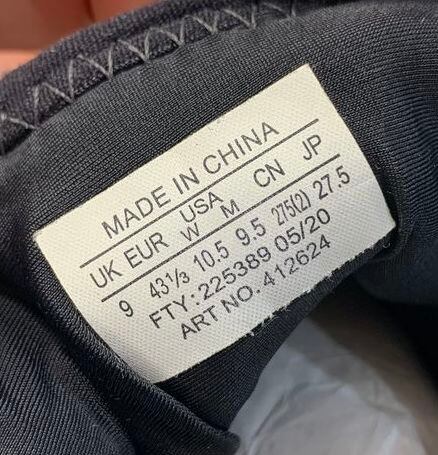 MADE IN CHINA
USA
UK EUR W M CN JP
9 43⅓ 10.5 9.5 275(2) 27.5
FTY:225389 05/20
ART NO. 412624